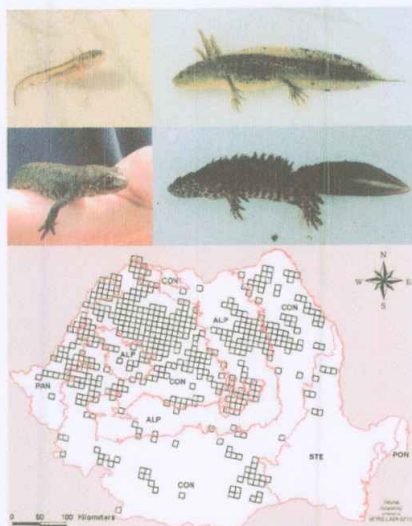 N
W E
S
CON
ALP
CON
ALP
CON
PAN
ALP
STE
PON
CON
0 50 100 Kilometers